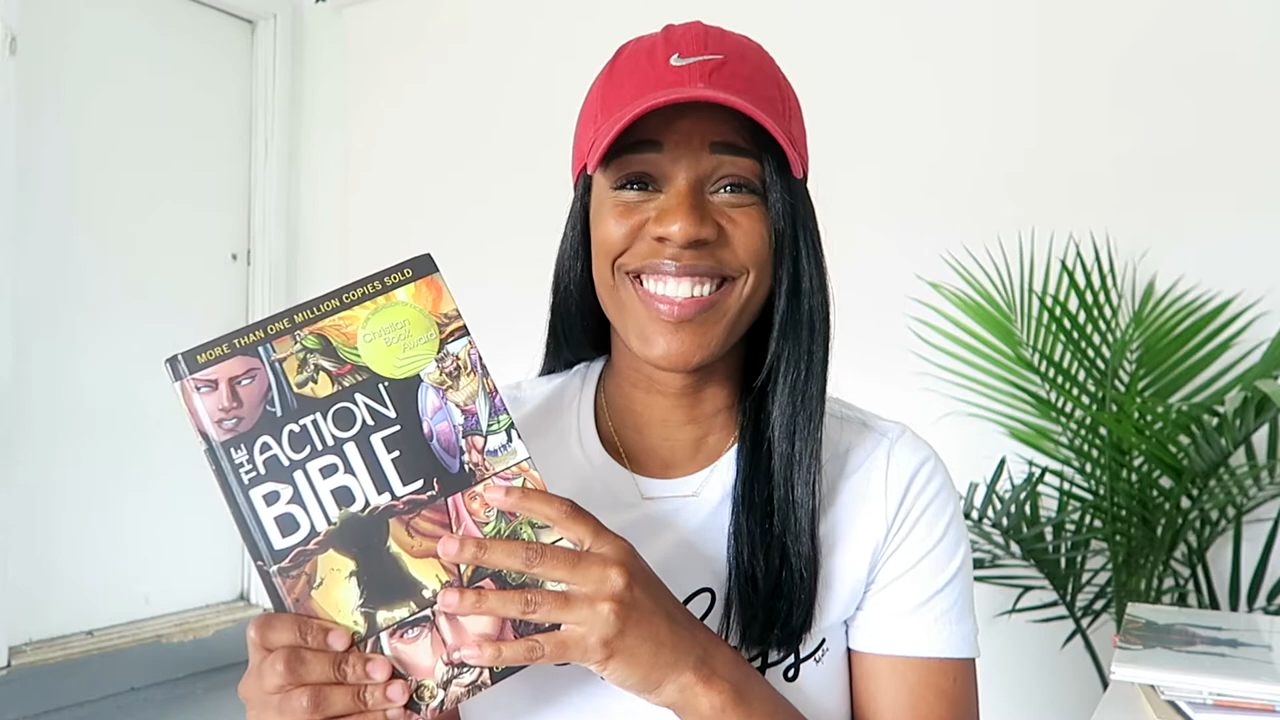 MORE THAN ONE MILLION COPIES SOLD
Christian
Book
Award
THE ACTION
BIBLE